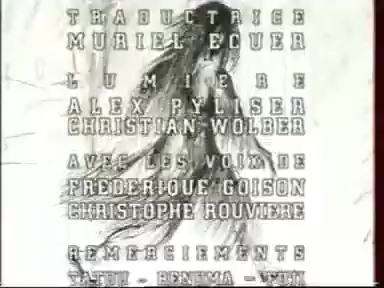 TRADUCTRICE
MURIEL ECUER
LUMIERE
ALEX PYLISER
CHRISTIAN WOLBER
AVEC LES VOIX DE
FREDERIQUE GOISON
CHRISTOPHE ROUVIERE
REMERCIEMENTS